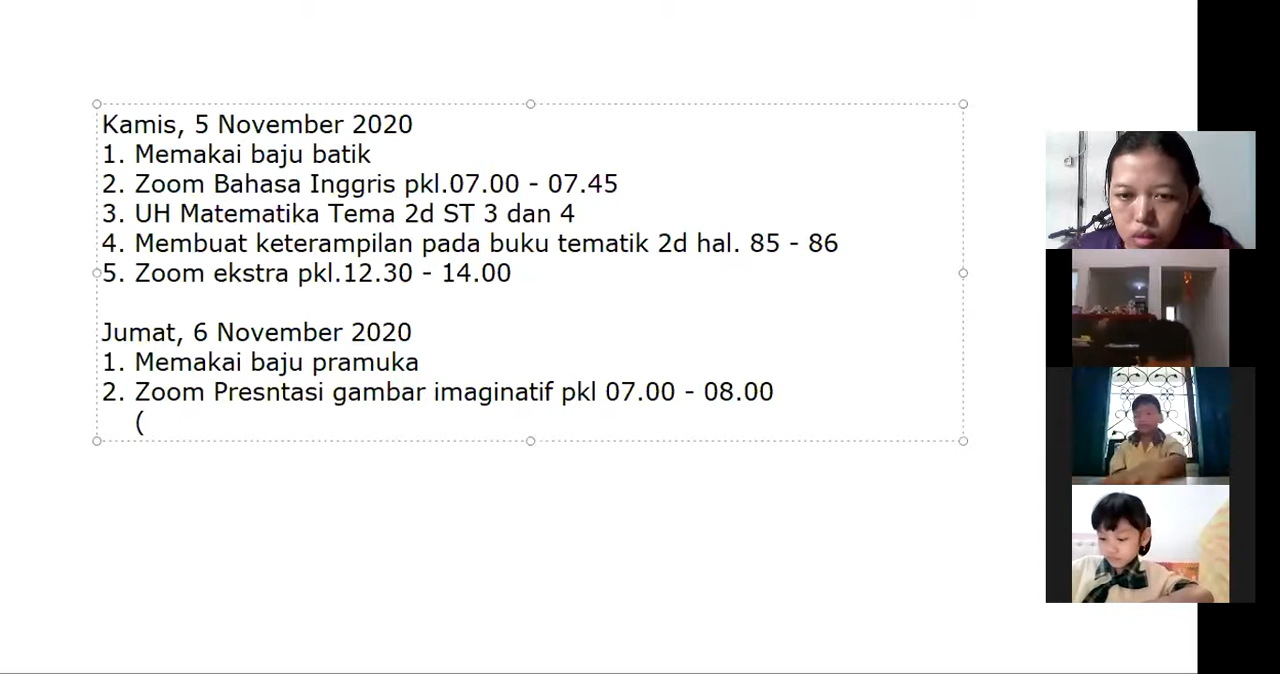 Kamis, 5 November 2020
1. Memakai baju batik
2. Zoom Bahasa Inggris pkl.07.00 - 07.45
3. UH Matematika Tema 2d ST 3 dan 4
4. Membuat keterampilan pada buku tematik 2d hal. 85 - 86
5. Zoom ekstra pkl.12.30 - 14.00
Jumat, 6 November 2020
1. Memakai baju pramuka
2. Zoom Presntasi gambar imaginatif pkl 07.00 - 08.00
(